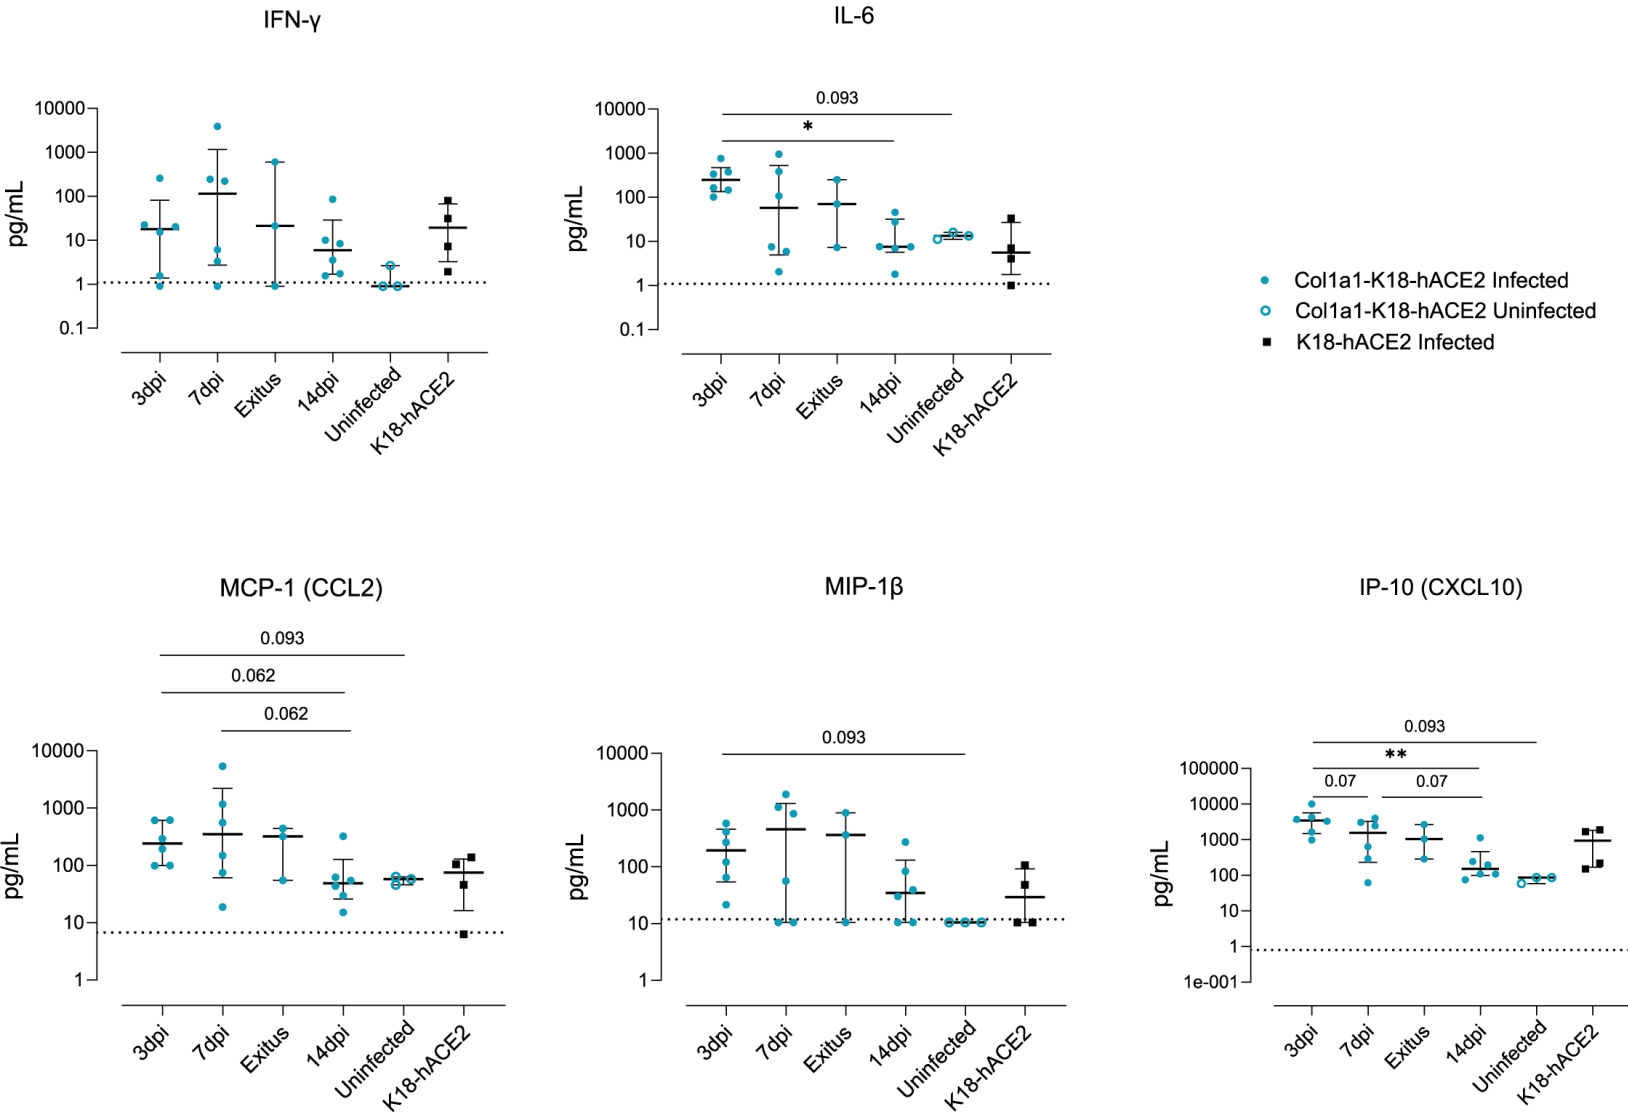 IFN-γ
10000
1000
100
10
1
0.1
pg/mL
3dpi
7dpi
Exitus
14dpi
Uninfected
K18-hACE2
IL-6
0.093
*
10000
1000
100
10
1
0.1
pg/mL
3dpi
7dpi
Exitus
14dpi
Uninfected
K18-hACE2
Col1a1-K18-hACE2 Infected
Col1a1-K18-hACE2 Uninfected
K18-hACE2 Infected
MCP-1 (CCL2)
0.093
0.062
0.062
10000
1000
100
10
1
pg/mL
3dpi
7dpi
Exitus
14dpi
Uninfected
K18-hACE2
MIP-1β
0.093
10000
1000
100
10
1
pg/mL
3dpi
7dpi
Exitus
14dpi
Uninfected
K18-hACE2
IP-10 (CXCL10)
0.093
**
0.07 0.07
100000
10000
1000
100
10
1
1e-001
pg/mL
3dpi
7dpi
Exitus
14dpi
Uninfected
K18-hACE2